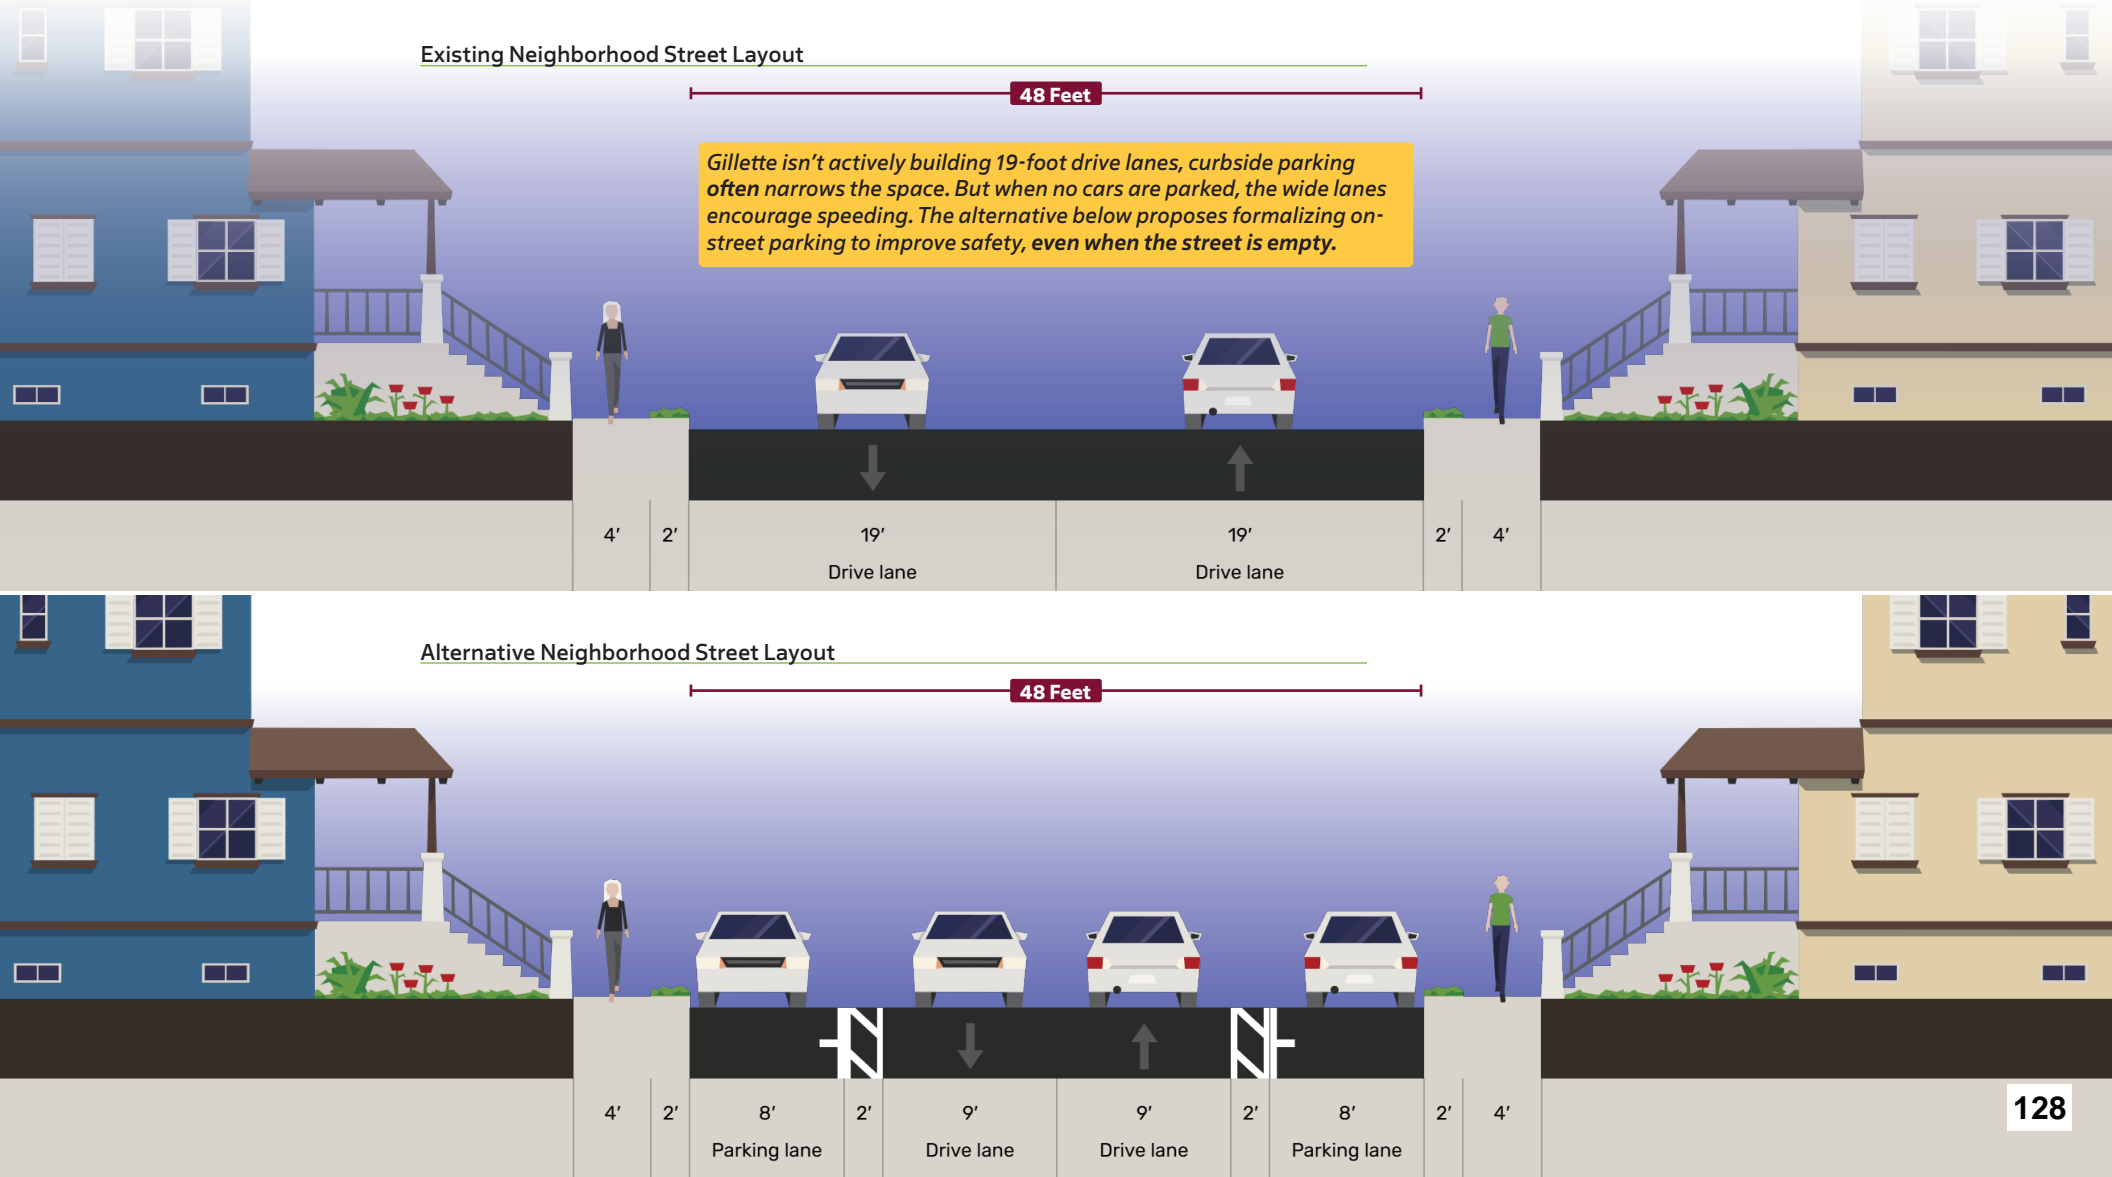 Existing Neighborhood Street Layout
48 Feet
Gillette isn’t actively building 19-foot drive lanes, curbside parking
often narrows the space. But when no cars are parked, the wide lanes
encourage speeding. The alternative below proposes formalizing on-
street parking to improve safety, even when the street is empty.
4’ 2’ 19’ 19’ 2’ 4’
Drive lane Drive lane
Alternative Neighborhood Street Layout
48 Feet
4’ 2’ 8’ 2’ 9’ 9’ 2’ 8’ 2’ 4’
Parking lane Drive lane Drive lane Parking lane
128